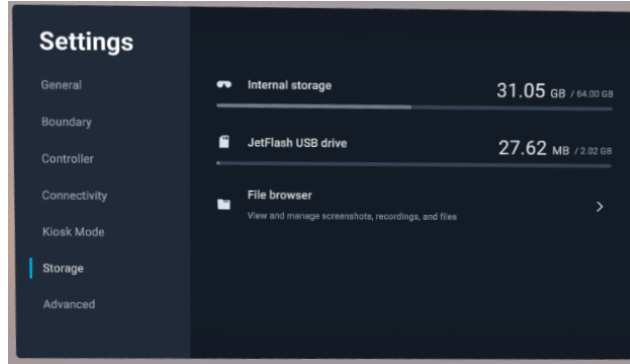 Settings
General
Boundary
Controller
Connectivity
Kiosk Mode
Storage
Advanced
Internal storage
31.05 GB / 64.00 GB
JetFlash USB drive
27.62 MB / 2.02 GB
File browser
View and manage screenshots, recordings, and files